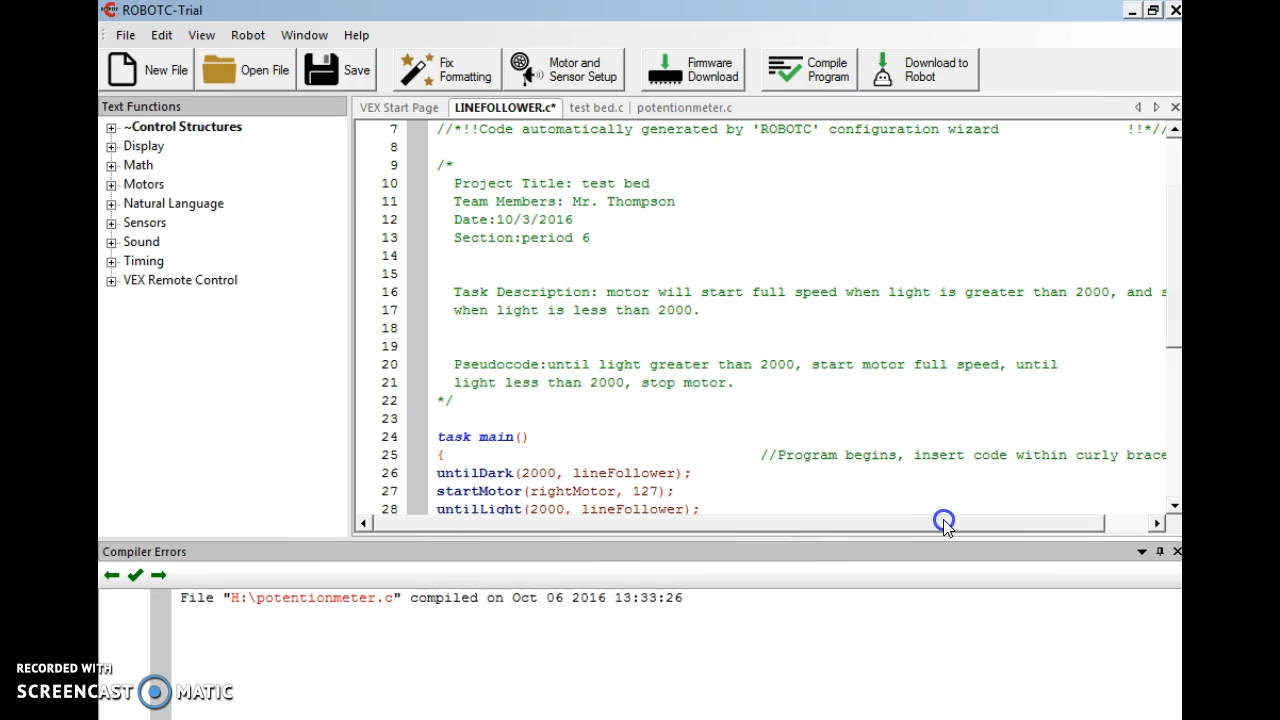 ROBOTC-Trial
File Edit View Robot Window Help
New File Open File Save Fix Formatting Motor and Sensor Setup Firmware Download Compile Program Download to Robot
Text Functions
~Control Structures
Display
Math
Motors
Natural Language
Sensors
Sound
Timing
VEX Remote Control
VEX Start Page LINEFOLLOWER.c* test bed.c potentionmeter.c
7 //*!!Code automatically generated by 'ROBOTC' configuration wizard !!*//
8
9 /*
10 Project Title: test bed
11 Team Members: Mr. Thompson
12 Date:10/3/2016
13 Section:period 6
14
15
16 Task Description: motor will start full speed when light is greater than 2000, and s
17 when light is less than 2000.
18
19
20 Pseudocode:until light greater than 2000, start motor full speed, until
21 light less than 2000, stop motor.
22 */
23
24 task main()
25 { //Program begins, insert code within curly brace
26 untilDark(2000, lineFollower);
27 startMotor(rightMotor, 127);
28 untilLight(2000, lineFollower);
Compiler Errors
File "H:\potentionmeter.c" compiled on Oct 06 2016 13:33:26
RECORDED WITH
SCREENCAST MATIC